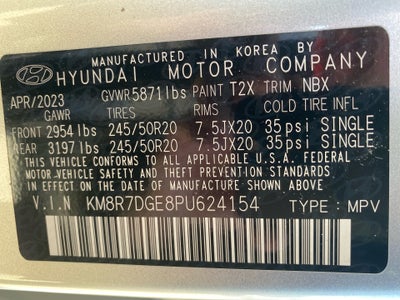 MANUFACTURED IN KOREA BY
HYUNDAI MOTOR COMPANY
APR/2023 GVWR 5871lbs PAINT T2X TRIM NBX
GAWR TIRES RIMS COLD TIRE INFL
FRONT 2954lbs 245/50R20 7.5JX20 35psi SINGLE
REAR 3197lbs 245/50R20 7.5JX20 35psi SINGLE
THIS VEHICLE CONFORMS TO ALL APPLICABLE U.S.A. FEDERAL MOTOR
VEHICLE SAFETY STANDARDS IN EFFECT ON THE DATE OF
MANUFACTURE SHOWN ABOVE.
V.I.N KM8R7DGE8PU624154 TYPE : MPV